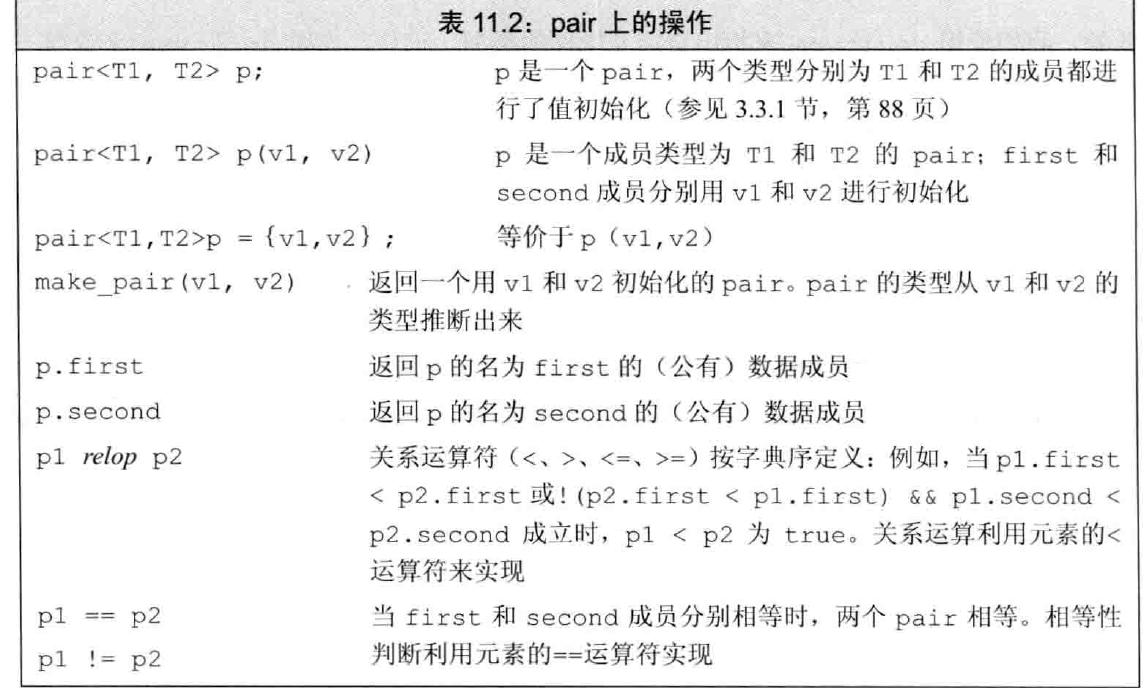 表 11.2：pair 上的操作
pair<T1, T2> p; p 是一个 pair，两个类型分别为 T1 和 T2 的成员都进
行了值初始化（参见 3.3.1 节，第 88 页）
pair<T1, T2> p(v1, v2) p 是一个成员类型为 T1 和 T2 的 pair；first 和
second 成员分别用 v1 和 v2 进行初始化
pair<T1,T2>p = {v1,v2} ; 等价于 p（v1,v2）
make_pair(v1, v2) 返回一个用 v1 和 v2 初始化的 pair。pair 的类型从 v1 和 v2 的
类型推断出来
p.first 返回 p 的名为 first 的（公有）数据成员
p.second 返回 p 的名为 second 的（公有）数据成员
p1 relop p2 关系运算符（<、>、<=、>=）按字典序定义：例如，当 p1.first
< p2.first 或!(p2.first < p1.first) && p1.second <
p2.second 成立时，p1 < p2 为 true。关系运算利用元素的<
运算符来实现
p1 == p2 当 first 和 second 成员分别相等时，两个 pair 相等。相等性
p1 != p2 判断利用元素的==运算符实现